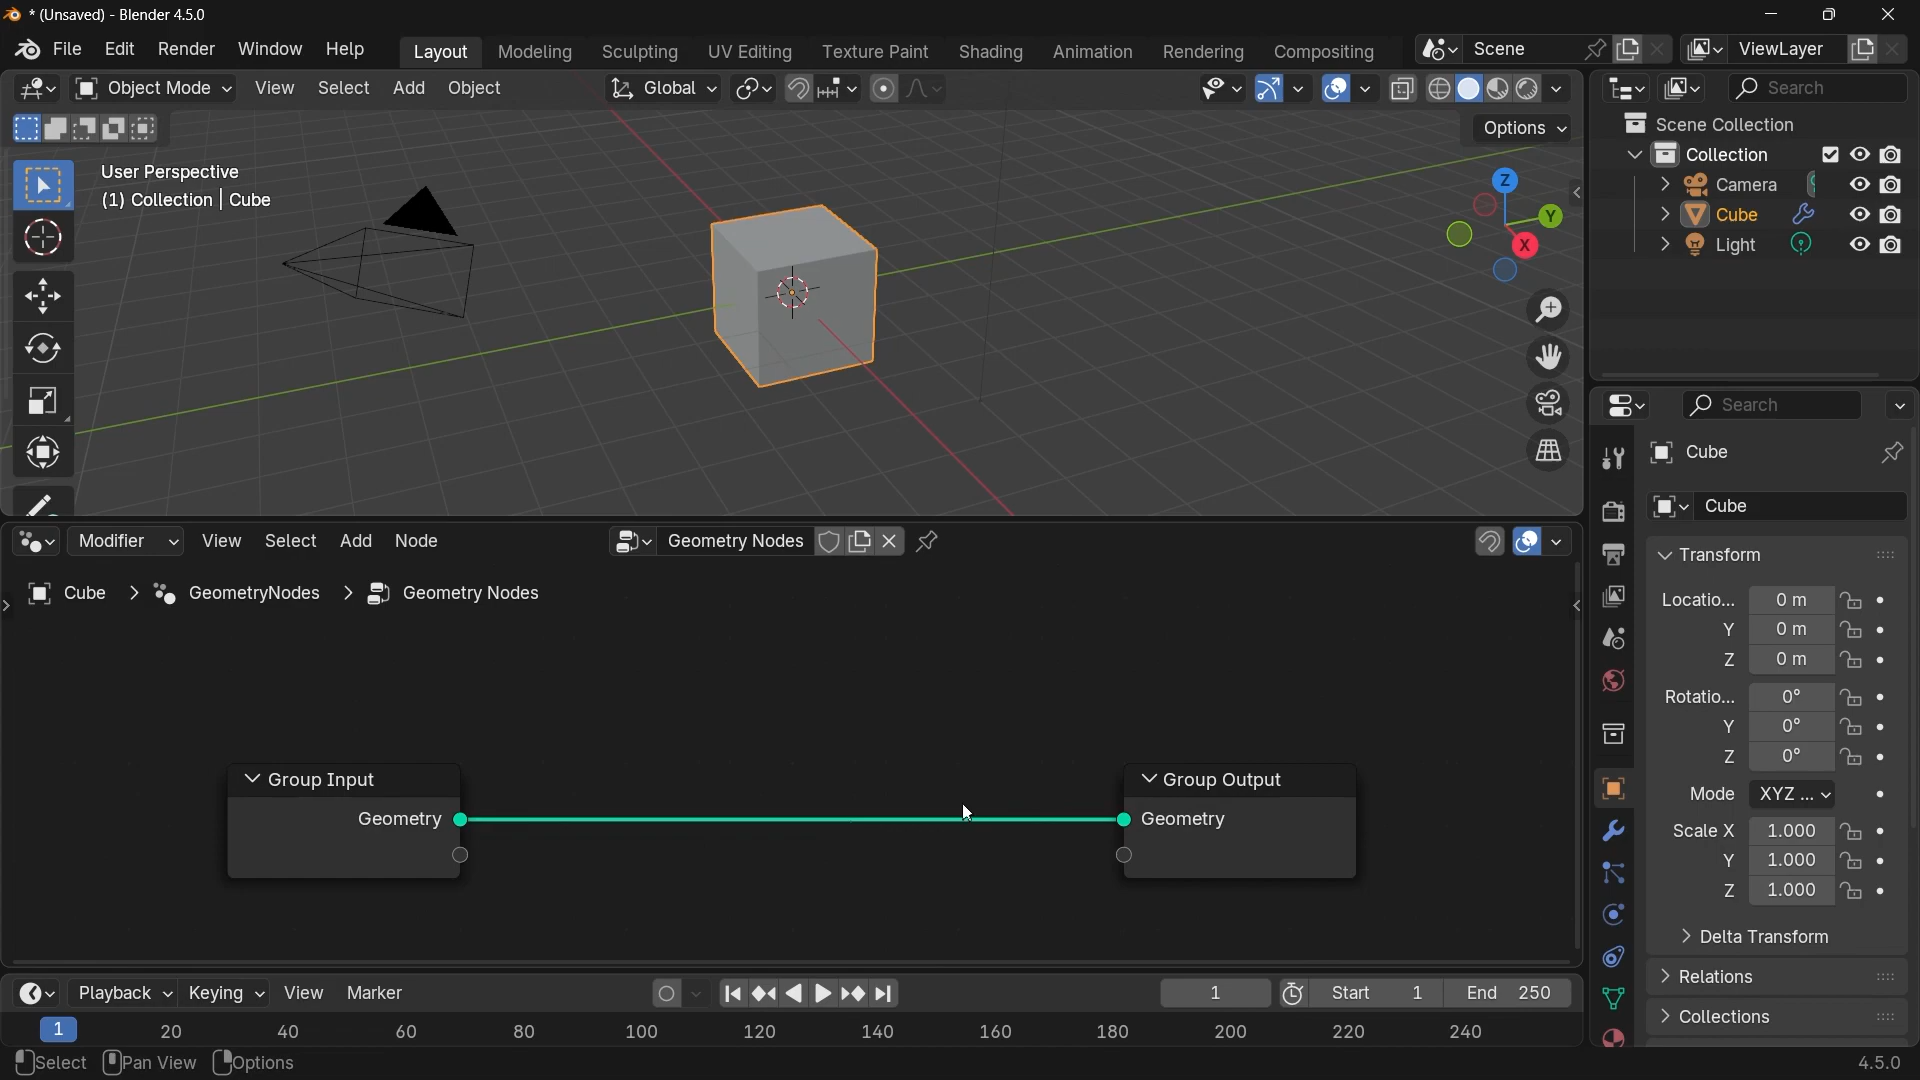 * (Unsaved) - Blender 4.5.0
File Edit Render Window Help Layout Modeling Sculpting UV Editing Texture Paint Shading Animation Rendering Compositing Scene ViewLayer
Object Mode View Select Add Object Global Search
Options
User Perspective
(1) Collection | Cube
Z
Y
X
Scene Collection
Collection
Camera
Cube
Light
Search
Cube
Cube
Transform
Locatio... 0 m
Y 0 m
Z 0 m
Rotatio... 0°
Y 0°
Z 0°
Mode XYZ ...
Scale X 1.000
Y 1.000
Z 1.000
Delta Transform
Relations
Collections
Modifier View Select Add Node Geometry Nodes
Cube > GeometryNodes > Geometry Nodes
Group Input
Geometry
Group Output
Geometry
Playback Keying View Marker 1 Start 1 End 250
1 20 40 60 80 100 120 140 160 180 200 220 240
Select Pan View Options 4.5.0